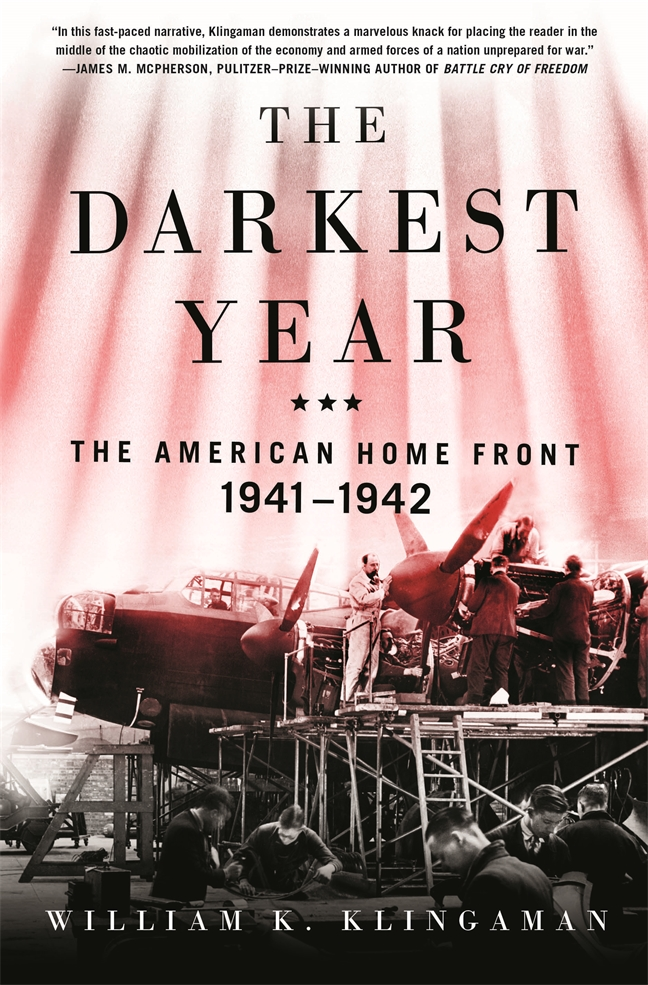 “In this fast-paced narrative, Klingaman demonstrates a marvelous knack for placing the reader in the
middle of the chaotic mobilization of the economy and armed forces of a nation unprepared for war.”
—JAMES M. MCPHERSON, PULITZER–PRIZE–WINNING AUTHOR OF BATTLE CRY OF FREEDOM
THE
DARKEST
YEAR
THE AMERICAN HOME FRONT
1941–1942
WILLIAM K. KLINGAMAN